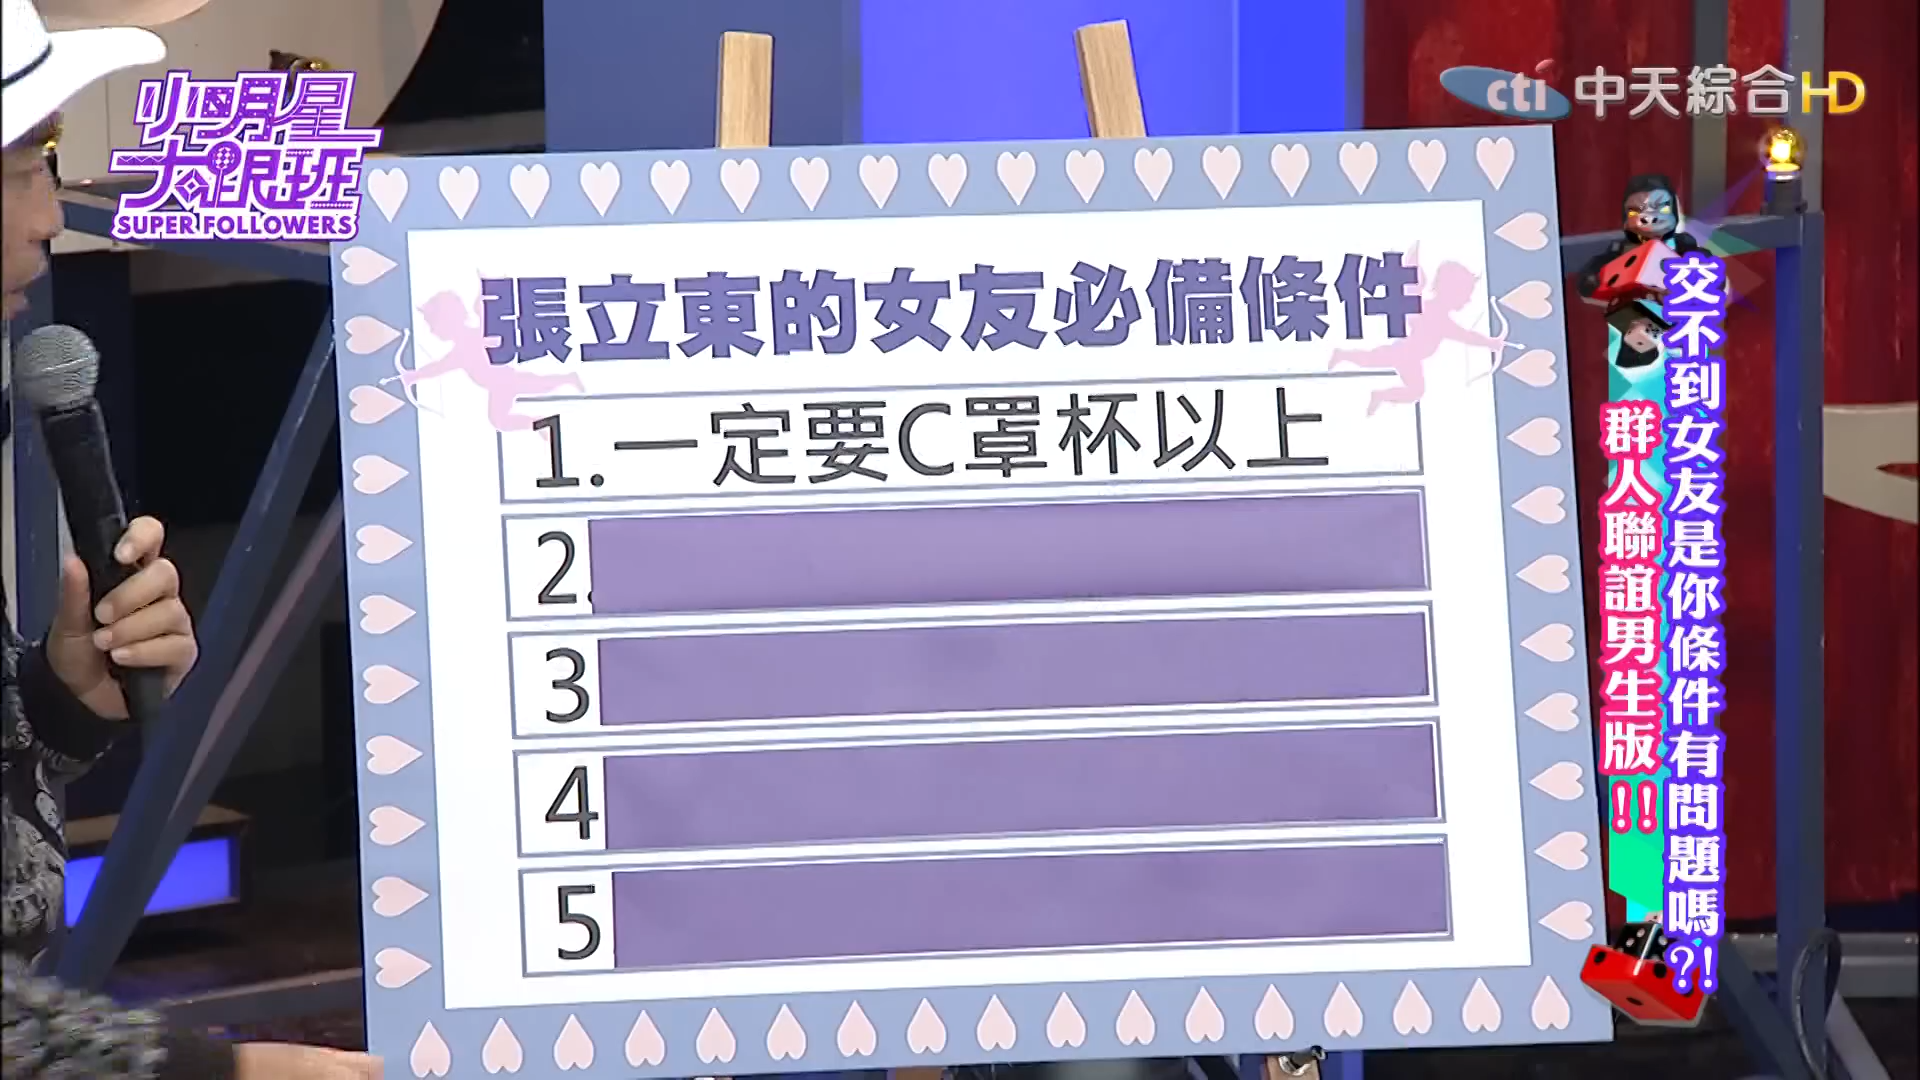 小明星
大跟班
SUPER FOLLOWERS
cti 中天綜合HD
張立東的女友必備條件
1.一定要C罩杯以上
2.
3
4
5
交不到女友是你條件有問題嗎?!
群人聯誼男生版!!